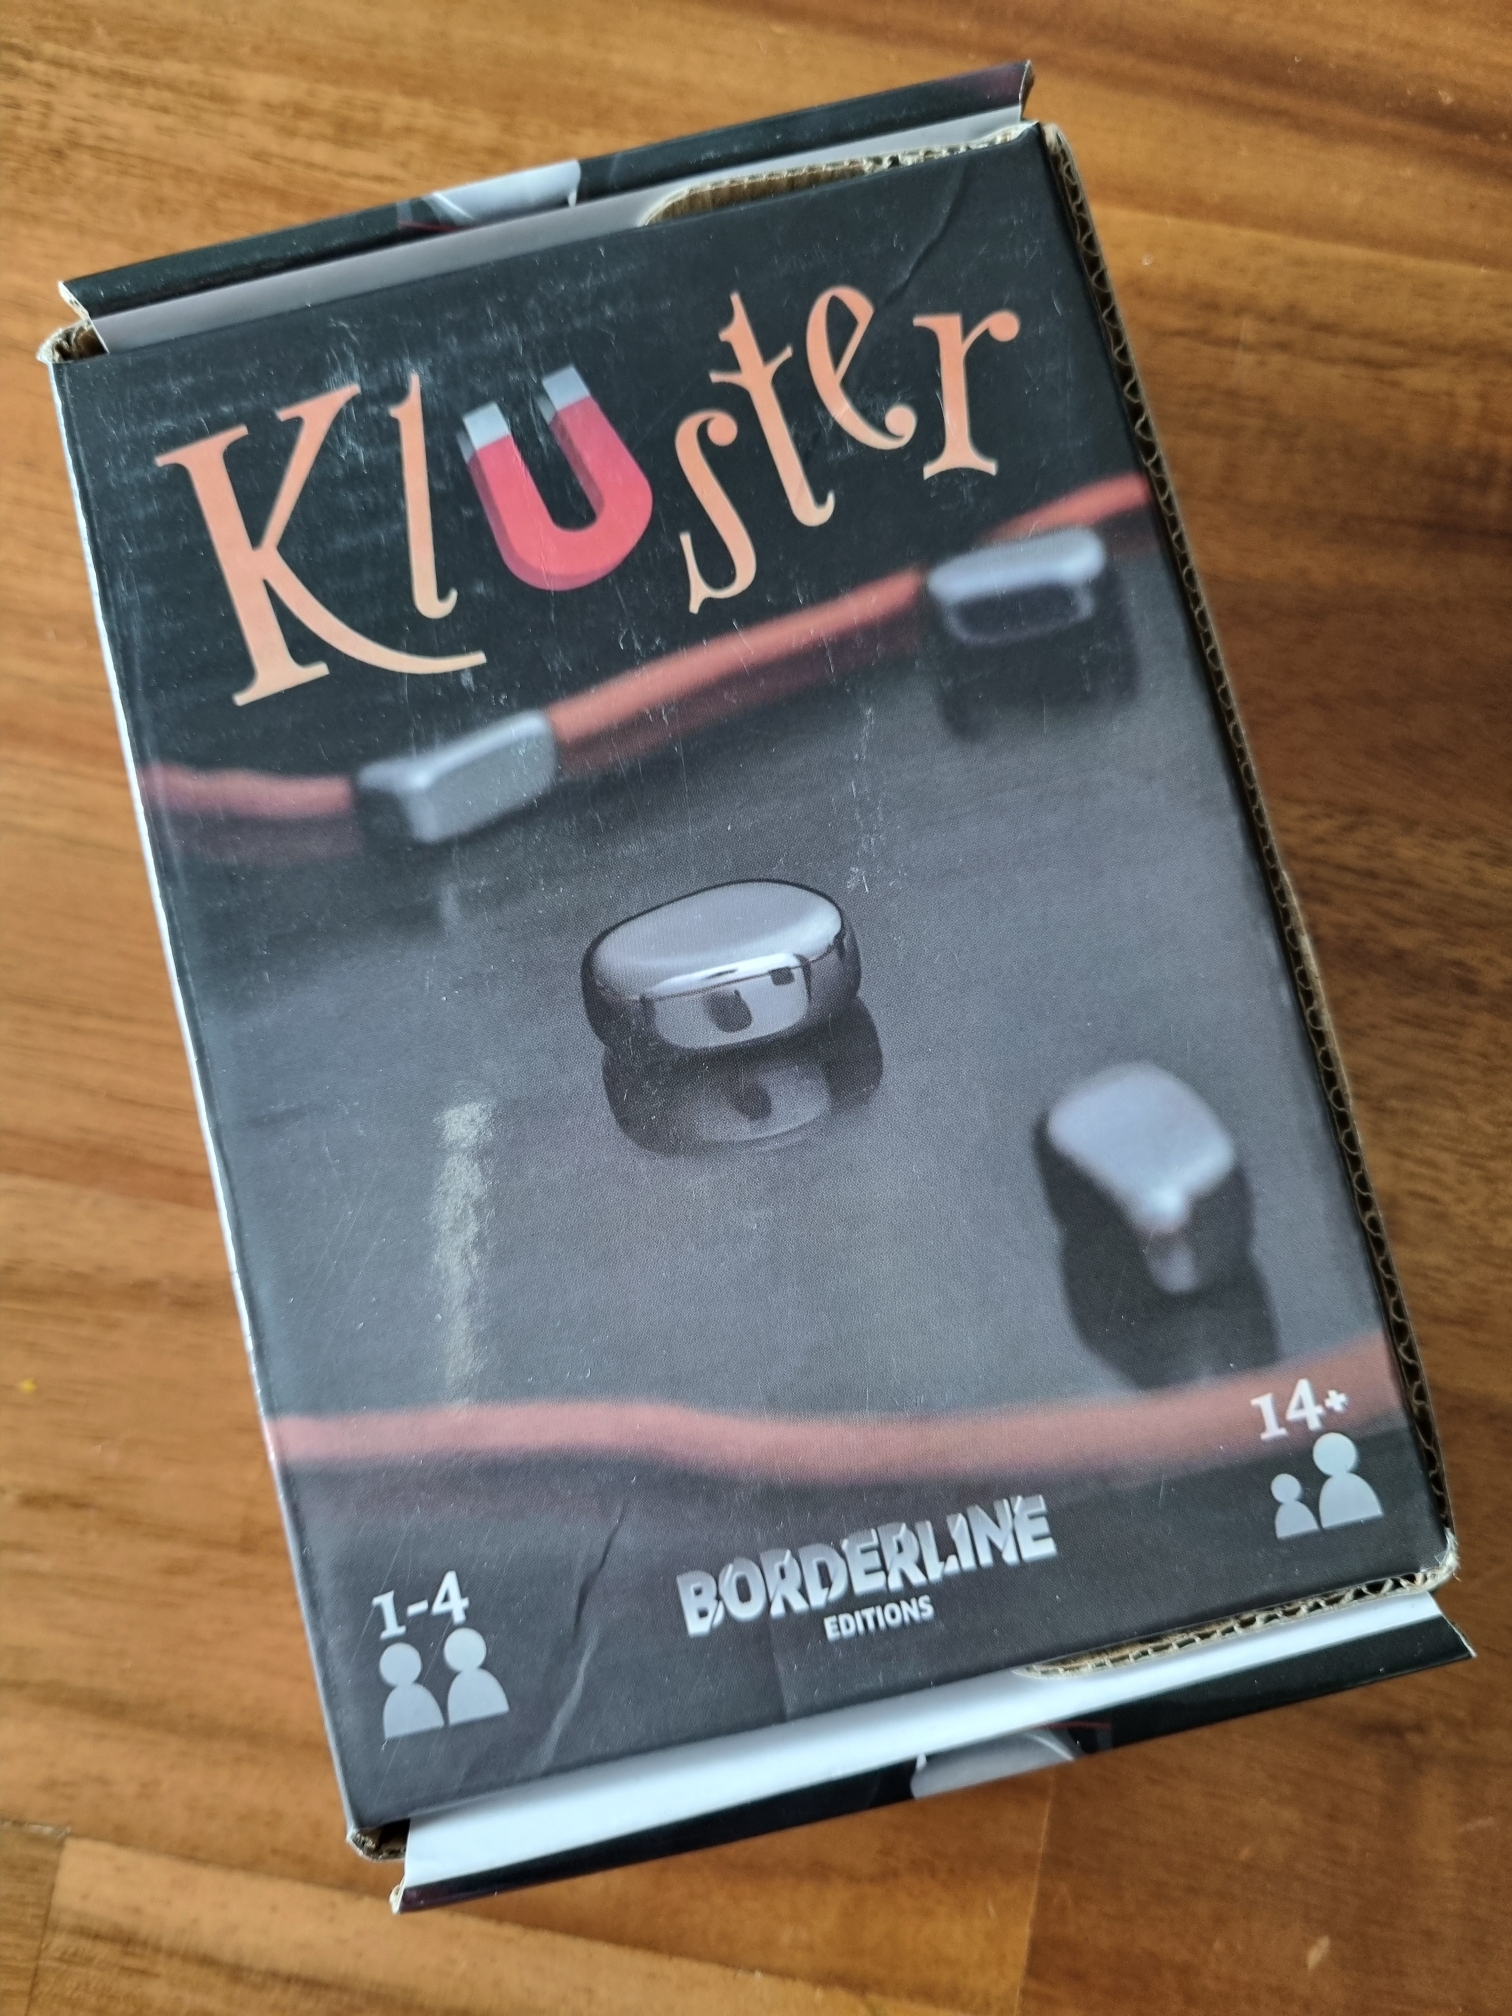 Kluster
14+
BORDERLINE
EDITIONS
1-4